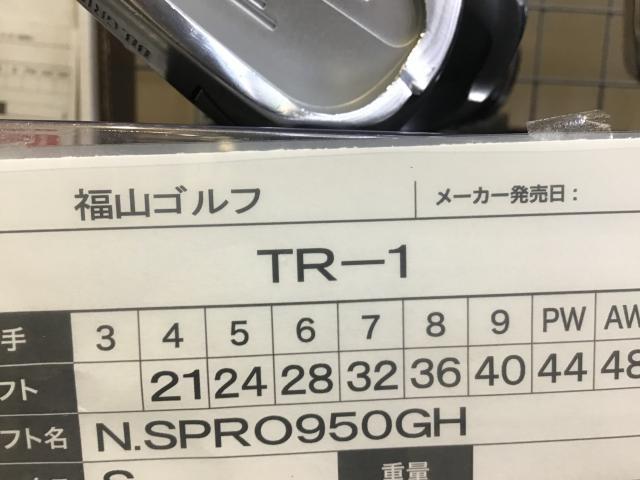 福山ゴルフ メーカー発売日:
TR-1
手 3 4 5 6 7 8 9 PW AW
フト 21 24 28 32 36 40 44 48
フト名 N.SPRO950GH
重量